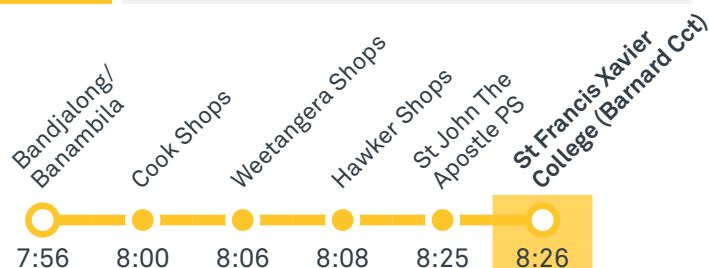 Bandjalong/
Banambila
Cook Shops
Weetangera Shops
Hawker Shops
St John The
Apostle PS
St Francis Xavier
College (Barnard Cct)
7:56 8:00 8:06 8:08 8:25 8:26